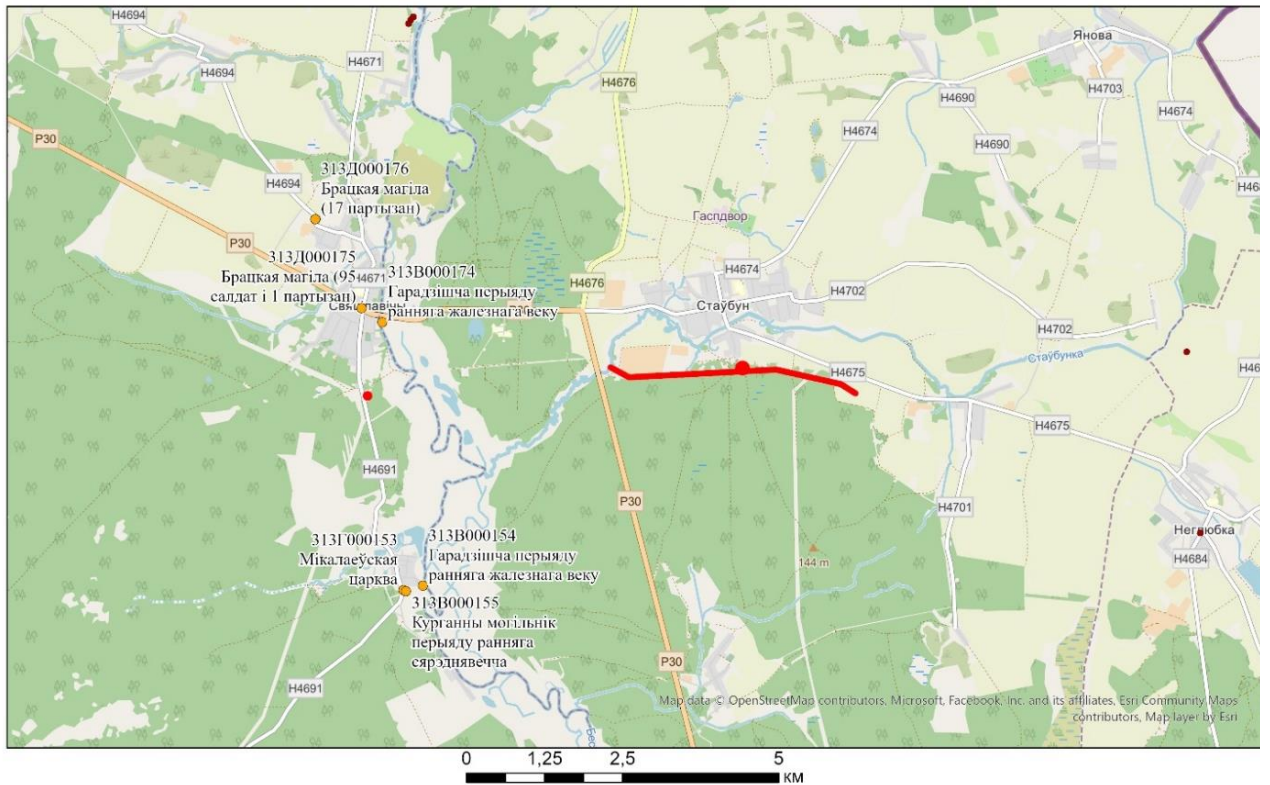 H4694
H4671
H4694
H4676
Янова
H4690
H4703
H4674
P30
H4674
H4690
313Д000176
Брацкая магіла
(17 партызан)
H4694
Гаспдвор
P30
313Д000175
Брацкая магіла (95
салдат і 1 партызан)
H4671
313В000174
Гарадзішча перыяду
ранняга жалезнага веку
H4676
H4674
Стаўбун
H4702
H4702
Стаўбунка
H4675
H4675
H4691
P30
H4701
Неглюбка
H4684
313Г000153
Мікалаеўская
царква
313В000154
Гарадзішча перыяду
ранняга жалезнага веку
144 m
313В000155
Курганны могільнік
перыяду ранняга
сярэднявечча
P30
H4691
Map data © OpenStreetMap contributors, Microsoft, Facebook, Inc. and its affiliates, Esri Community Maps
contributors, Map layer by Esri
0 1,25 2,5 5
КМ